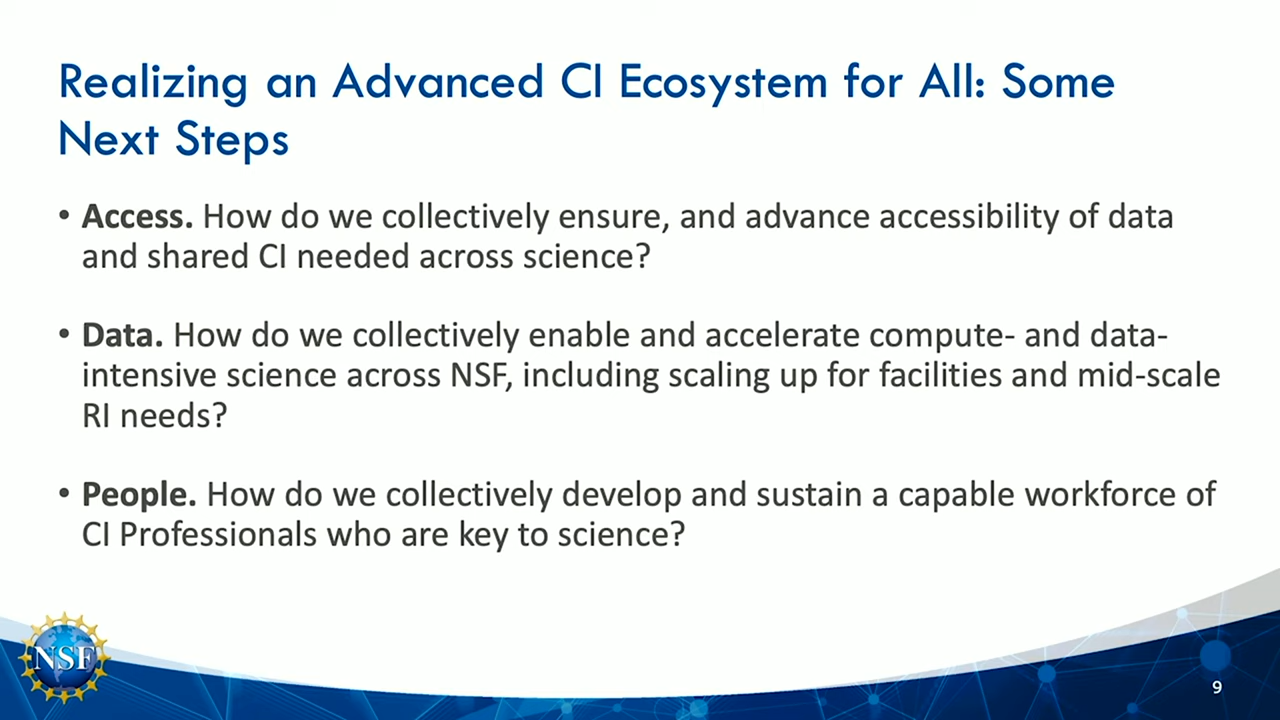 Realizing an Advanced CI Ecosystem for All: Some
Next Steps
• Access. How do we collectively ensure, and advance accessibility of data
and shared CI needed across science?
• Data. How do we collectively enable and accelerate compute- and data-
intensive science across NSF, including scaling up for facilities and mid-scale
RI needs?
• People. How do we collectively develop and sustain a capable workforce of
CI Professionals who are key to science?
NSF
9